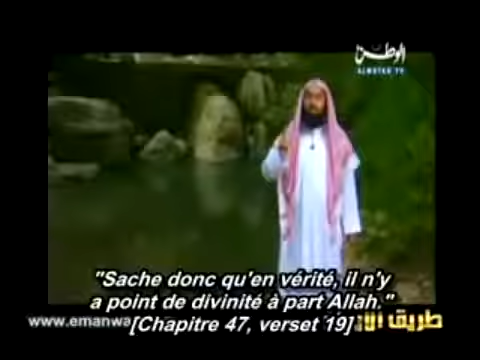 الوطن
ALWATAN TV
"Sache donc qu'en vérité, il n'y
a point de divinité à part Allah."
[Chapitre 47, verset 19]
www.emanwa
طريق